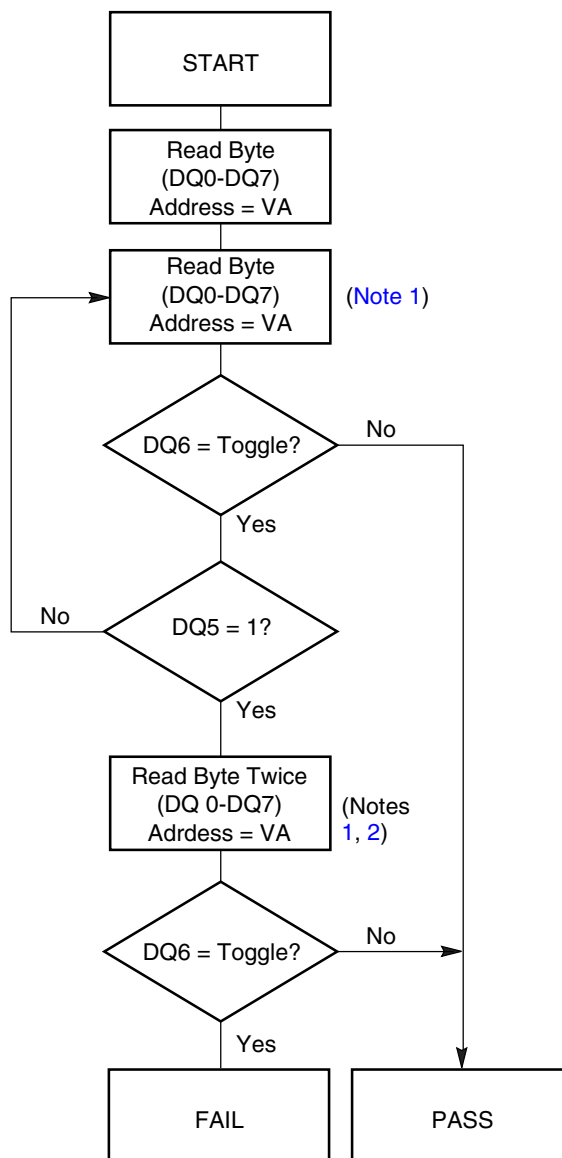 START
Read Byte
(DQ0-DQ7)
Address = VA
Read Byte
(DQ0-DQ7)
Address = VA
(Note 1)
DQ6 = Toggle?
No
Yes
No
DQ5 = 1?
Yes
Read Byte Twice
(DQ 0-DQ7)
Adrdess = VA
(Notes
1, 2)
DQ6 = Toggle?
No
Yes
FAIL
PASS